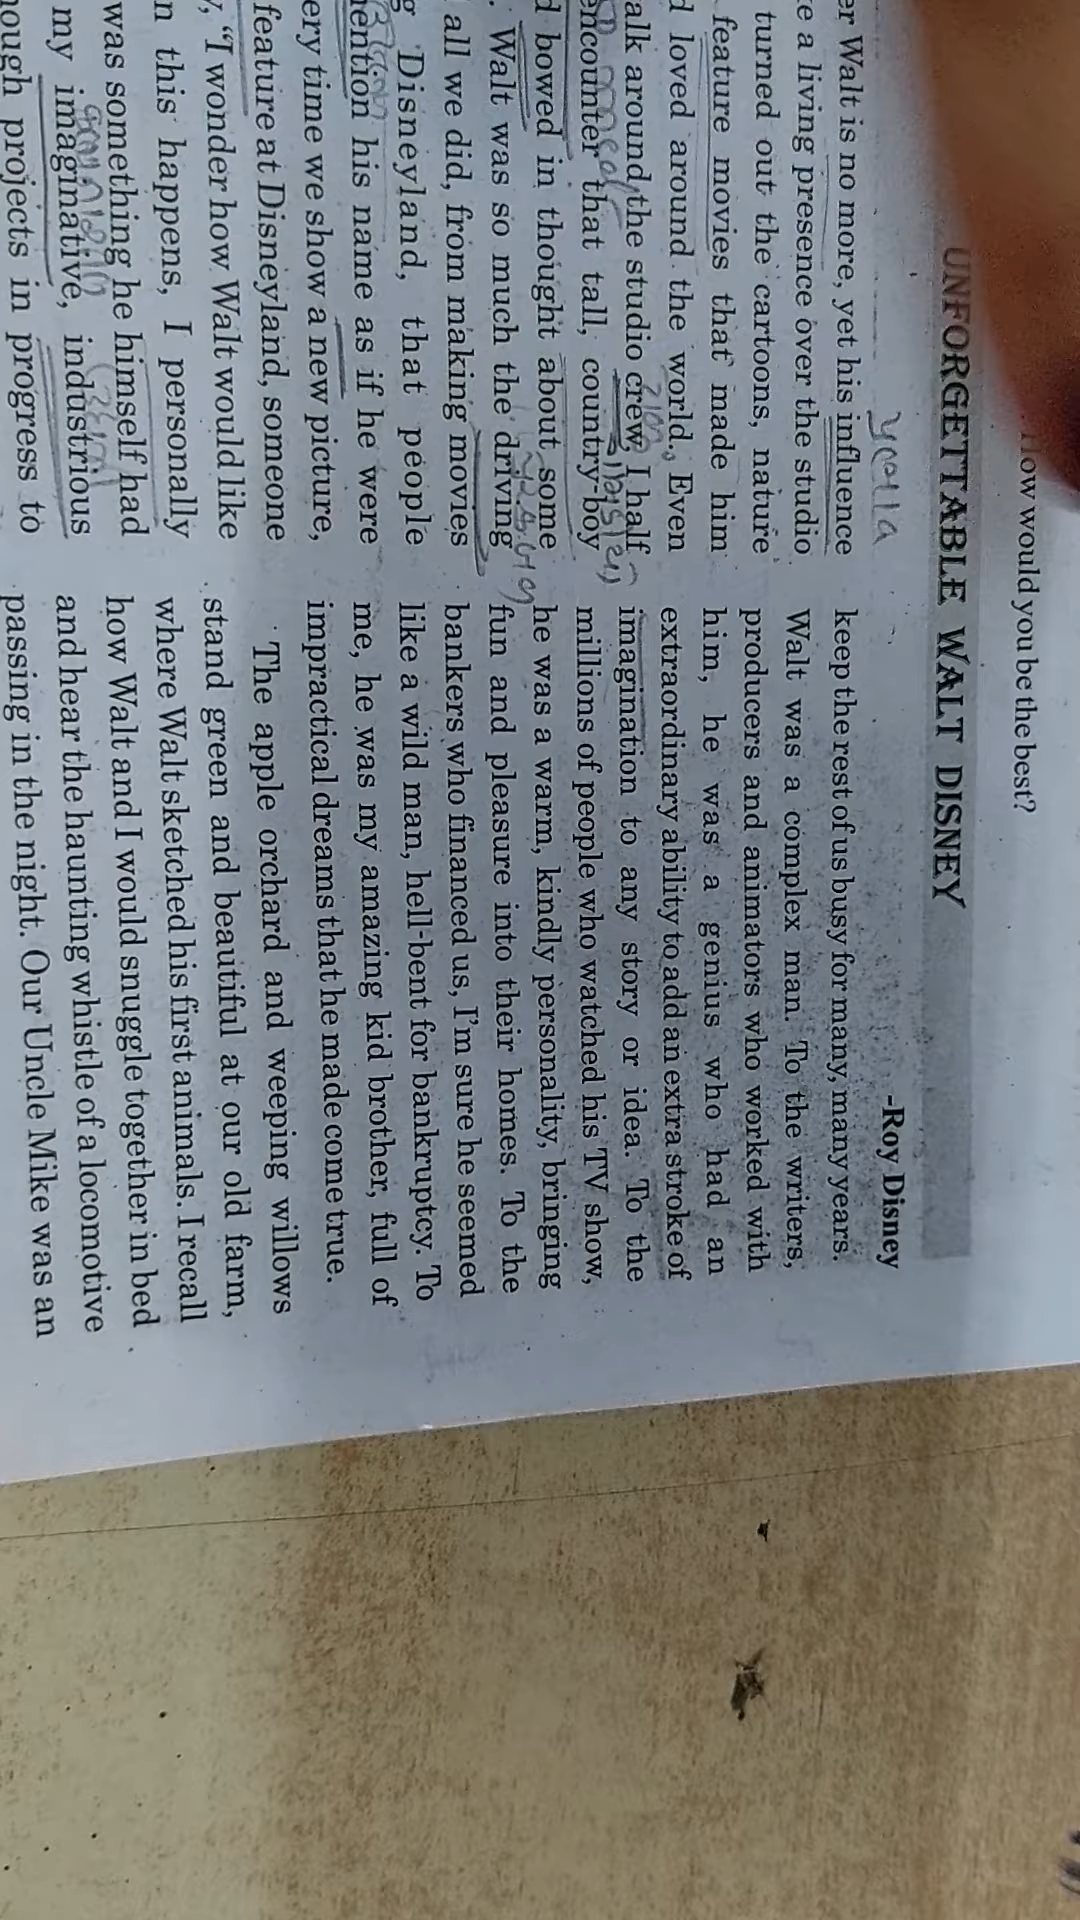 would you be the best?
UNFORGETTABLE WALT DISNEY
-Roy Disney
Walt is no more, yet his influence
a living presence over the studio
turned out the cartoons, nature
feature movies that made him
loved around the world. Even
around the studio crew, I half
encounter that tall, country-boy
bowed in thought about some
. Walt was so much the driving
all we did, from making movies
Disneyland, that people
his name as if he were
time we show a new picture,
feature at Disneyland, someone
"I wonder how Walt would like
this happens, I personally
was something he himself had
my imaginative, industrious
projects in progress to
keep the rest of us busy for many, many years.
Walt was a complex man. To the writers,
producers and animators who worked with
him, he was a genius who had an
extraordinary ability to add an extra stroke of
imagination to any story or idea. To the
millions of people who watched his TV show,
he was a warm, kindly personality, bringing
fun and pleasure into their homes. To the
bankers who financed us, I'm sure he seemed
like a wild man, hell-bent for bankruptcy. To
me, he was my amazing kid brother, full of
impractical dreams that he made come true.
The apple orchard and weeping willows
stand green and beautiful at our old farm,
where Walt sketched his first animals. I recall
how Walt and I would snuggle together in bed
and hear the haunting whistle of a locomotive
passing in the night. Our Uncle Mike was an